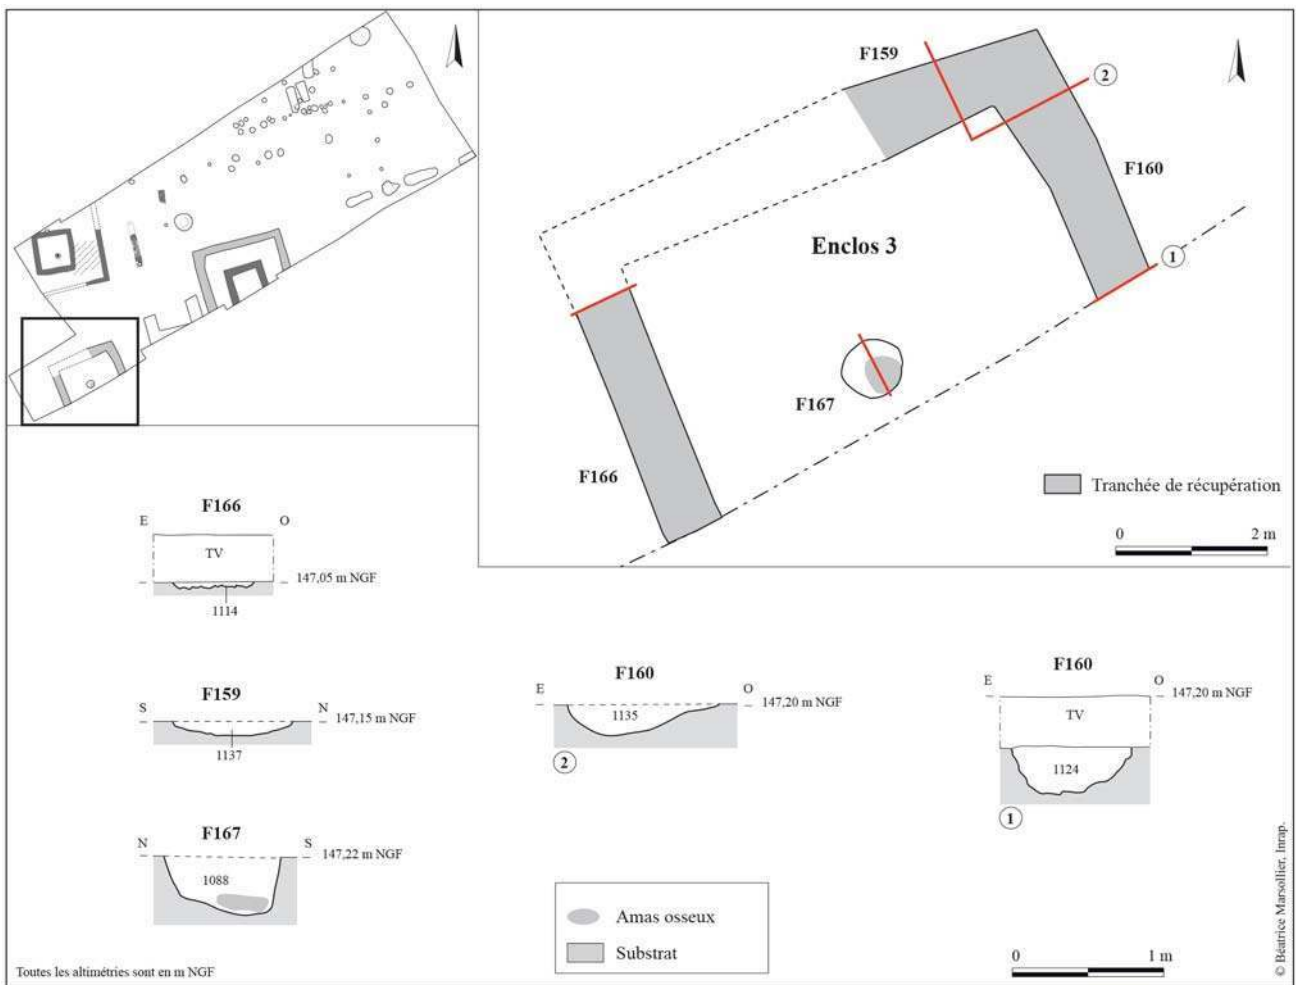 F159
2
F160
1
Enclos 3
F167
F166
Tranchée de récupération
0 2 m
F166
E O
TV
147,05 m NGF
1114
F159
S N
147,15 m NGF
1137
F167
N S
147,22 m NGF
1088
F160
E O
1135
147,20 m NGF
2
F160
E O
147,20 m NGF
TV
1124
1
Amas osseux
Substrat
0 1 m
Toutes les altimétries sont en m NGF
© Béatrice Marsollier, Inrap.